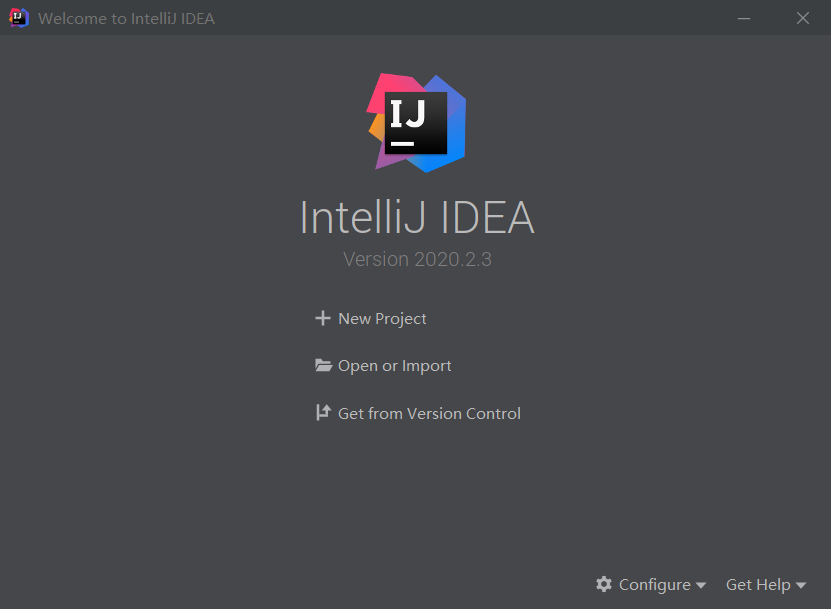 Welcome to IntelliJ IDEA
IJ
IntelliJ IDEA
Version 2020.2.3
New Project
Open or Import
Get from Version Control
Configure
Get Help